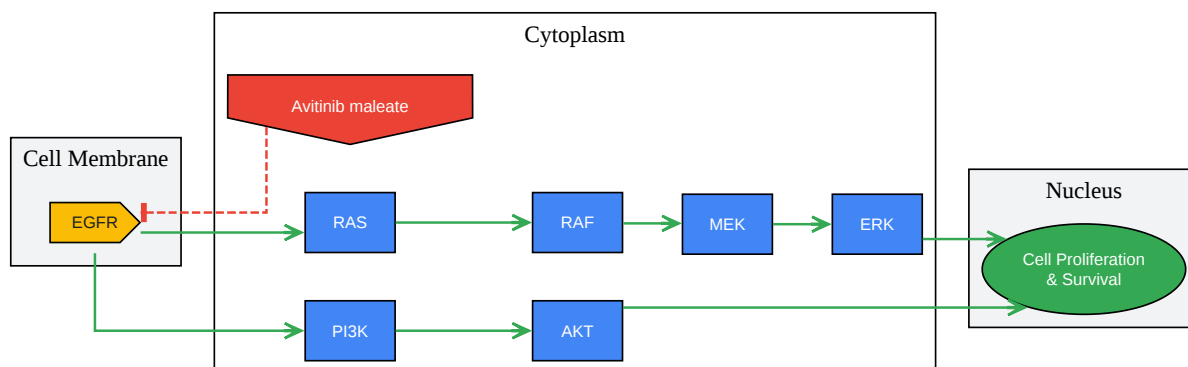 Cytoplasm
Avitinib maleate
Cell Membrane
EGFR
RAS
RAF
MEK
ERK
Nucleus
Cell Proliferation
& Survival
PI3K
AKT